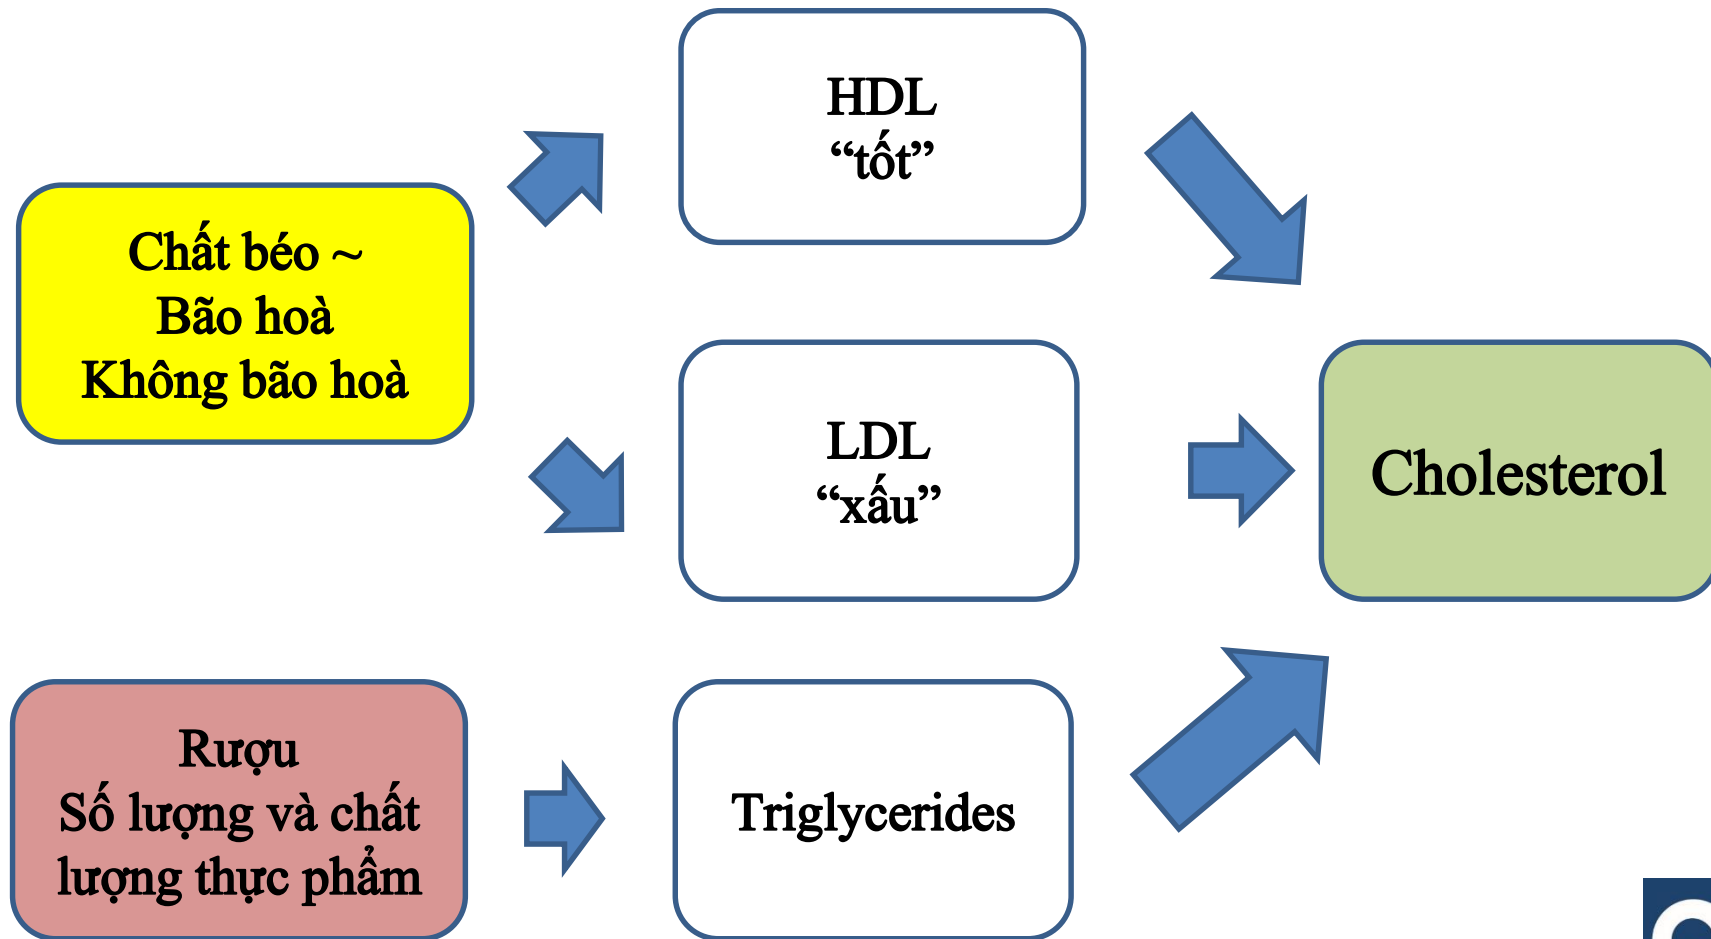 HDL
“tốt”
Chất béo ~
Bão hoà
Không bão hoà
LDL
“xấu”
Cholesterol
Rượu
Số lượng và chất
lượng thực phẩm
Triglycerides